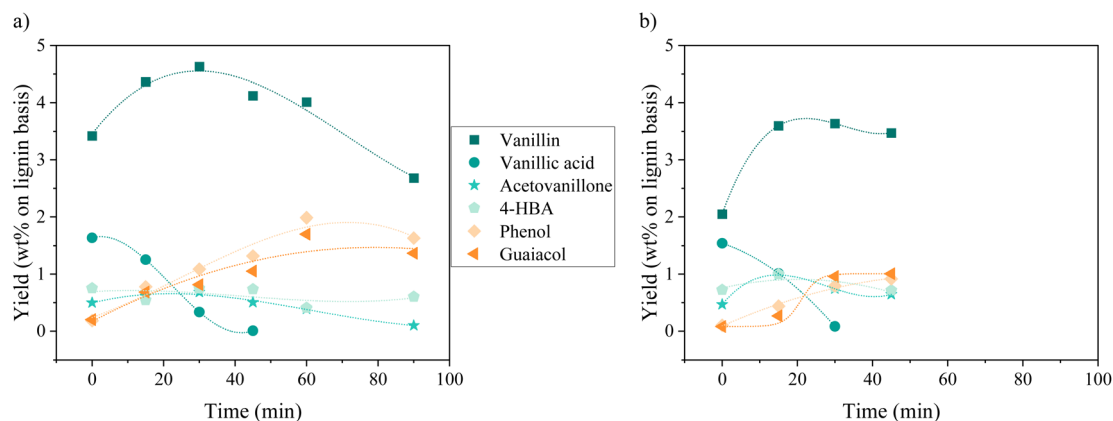 a)
Yield (wt% on lignin basis)
5
4
3
2
1
0
0 20 40 60 80 100
Time (min)
Vanillin
Vanillic acid
Acetovanillone
4-HBA
Phenol
Guaiacol
b)
Yield (wt% on lignin basis)
5
4
3
2
1
0
0 20 40 60 80 100
Time (min)